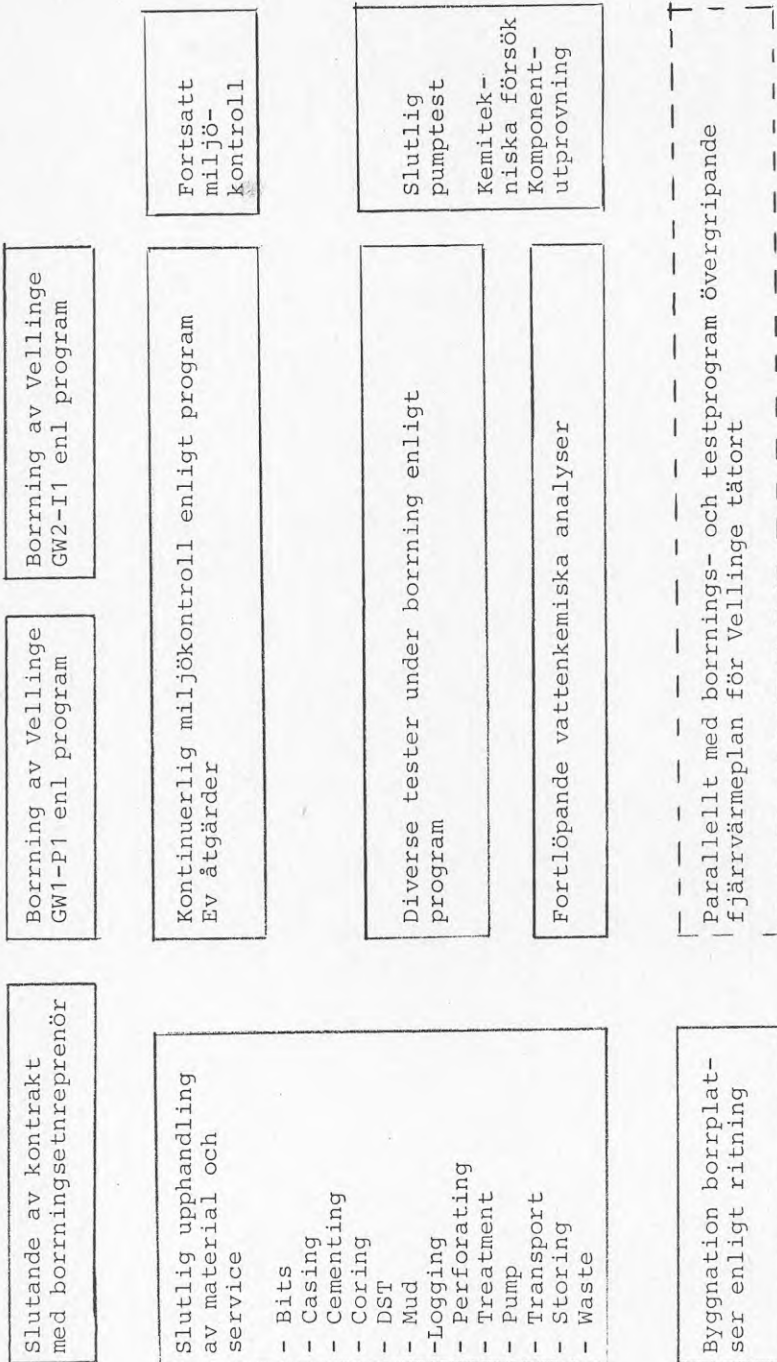 Slutande av kontrakt
med borrningsetnreprenör
Borrning av Vellinge
GW1-P1 enl program
Borrning av Vellinge
GW2-I1 enl program
Slutlig upphandling
av material och
service
- Bits
- Casing
- Cementing
- Coring
- DST
- Mud
-Logging
- Perforating
- Treatment
- Pump
- Transport
- Storing
- Waste
Kontinuerlig miljökontroll enligt program
Ev åtgärder
Fortsatt
miljö-
kontroll
Diverse tester under borrning enligt
program
Fortlöpande vattenkemiska analyser
Slutlig
pumptest
Kemitek-
niska försök
Komponent-
utprovning
Byggnation borrplat-
ser enligt ritning
Parallellt med borrnings- och testprogram övergripande
fjärrvärmeplan för Vellinge tätort